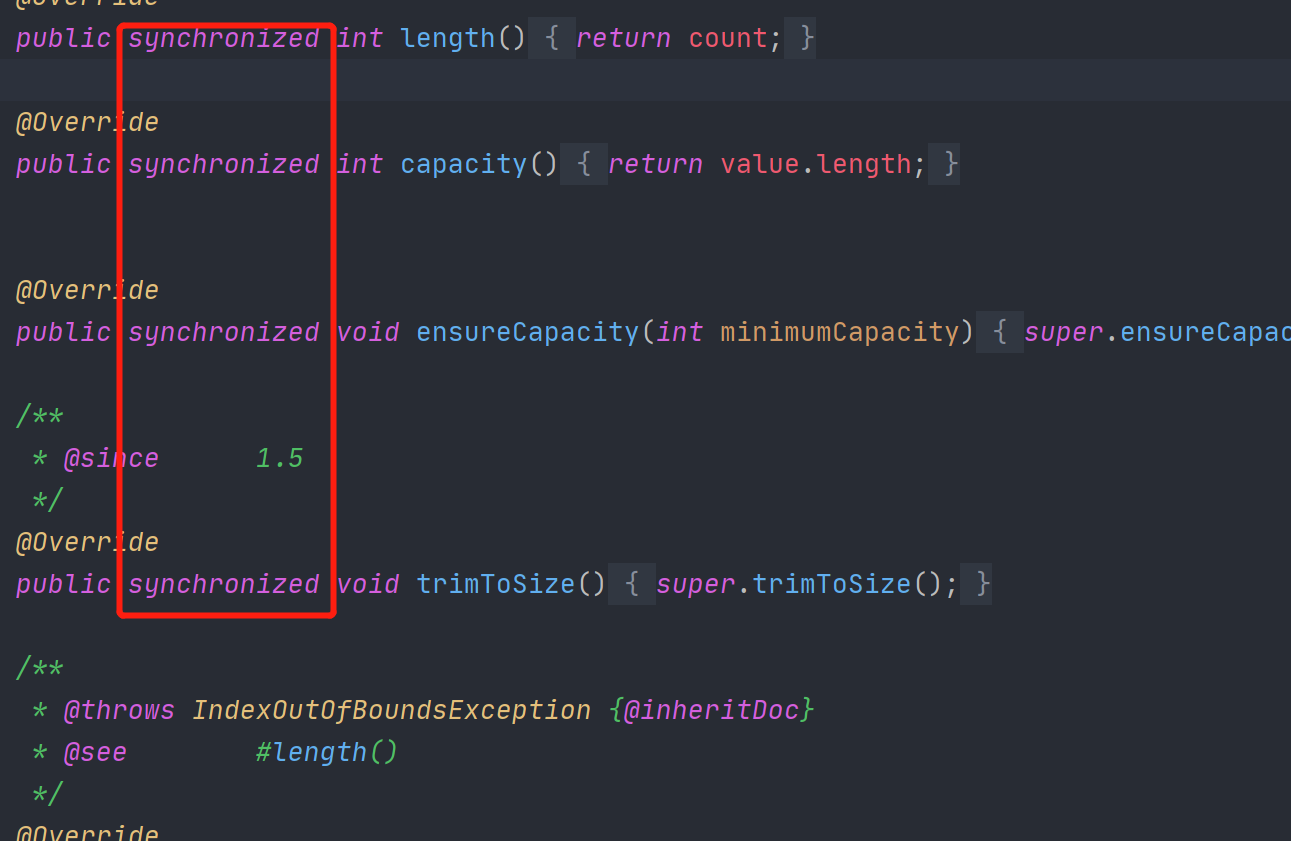 @Override
public synchronized int length() { return count; }
@Override
public synchronized int capacity() { return value.length; }
@Override
public synchronized void ensureCapacity(int minimumCapacity) { super.ensureCapac
/**
 * @since      1.5
 */
@Override
public synchronized void trimToSize() { super.trimToSize(); }
/**
 * @throws IndexOutOfBoundsException {@inheritDoc}
 * @see        #length()
 */
@Override